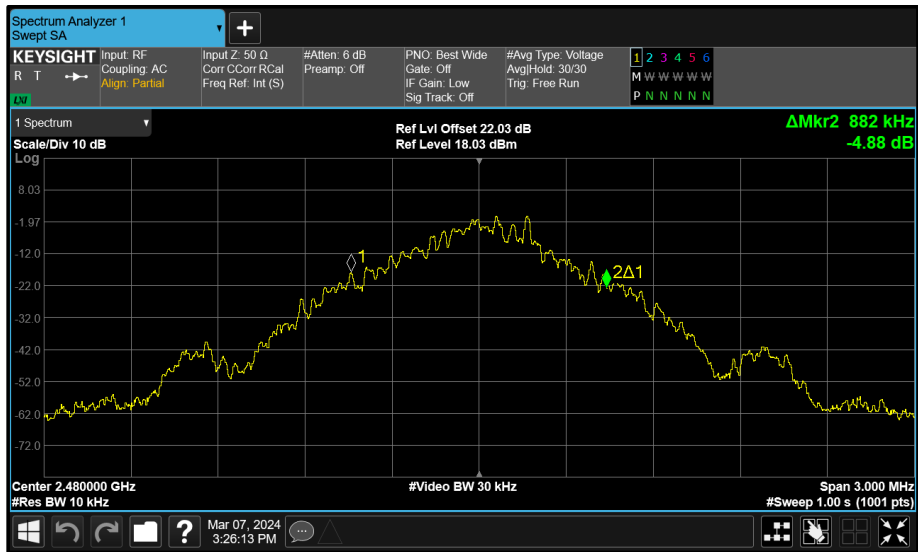 Spectrum Analyzer 1
Swept SA
KEYSIGHT
R T
LXI
Input: RF
Coupling: AC
Align: Partial
Input Z: 50 Ω
Corr CCorr RCal
Freq Ref: Int (S)
#Atten: 6 dB
Preamp: Off
PNO: Best Wide
Gate: Off
IF Gain: Low
Sig Track: Off
#Avg Type: Voltage
Avg|Hold: 30/30
Trig: Free Run
1 2 3 4 5 6
M W W W W W
P N N N N N
1 Spectrum
Scale/Div 10 dB
Log
Ref Lvl Offset 22.03 dB
Ref Level 18.03 dBm
ΔMkr2 882 kHz
-4.88 dB
8.03
-1.97
-12.0
-22.0
-32.0
-42.0
-52.0
-62.0
-72.0
1
2Δ1
Center 2.480000 GHz
#Video BW 30 kHz
Span 3.000 MHz
#Res BW 10 kHz
#Sweep 1.00 s (1001 pts)
?
Mar 07, 2024
3:26:13 PM